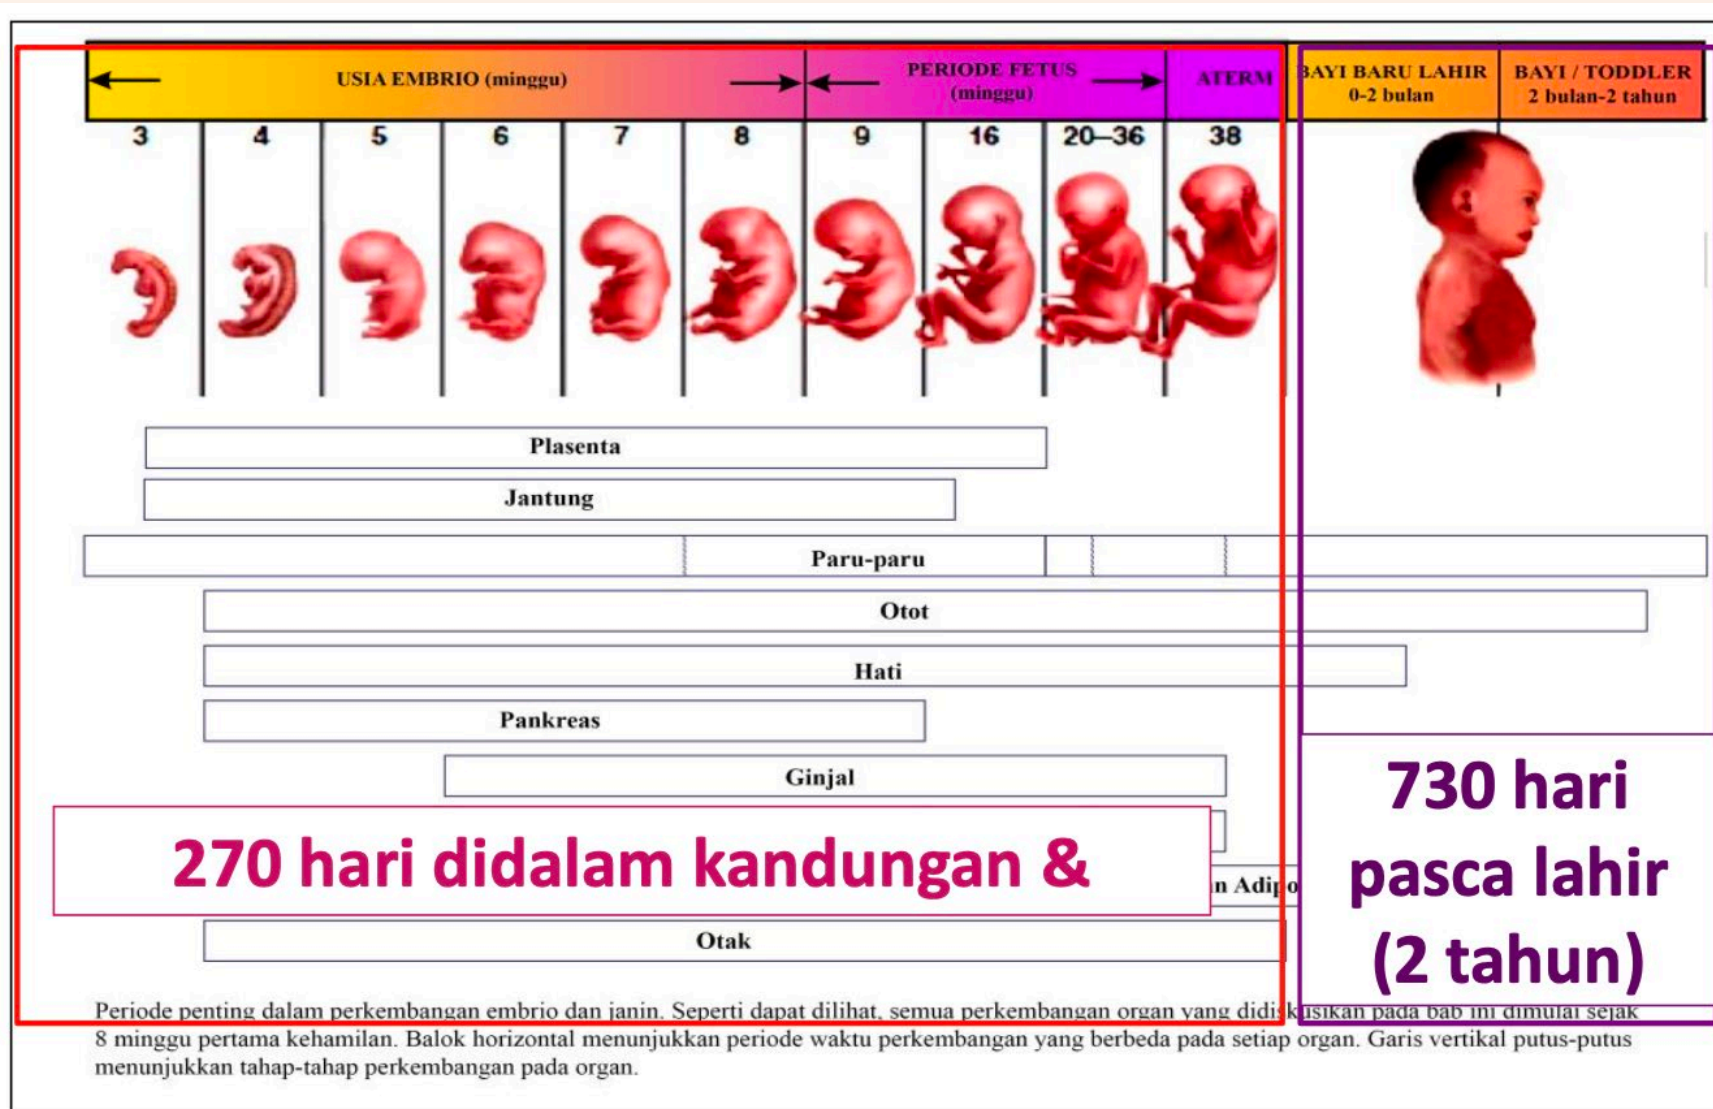 USIA EMBRIO (minggu)
PERIODE FETUS
(minggu)
ATERM
BAYI BARU LAHIR
0-2 bulan
BAYI / TODDLER
2 bulan-2 tahun
3 4 5 6 7 8 9 16 20–36 38
Plasenta
Jantung
Paru-paru
Otot
Hati
Pankreas
Ginjal
270 hari didalam kandungan &
730 hari
pasca lahir
(2 tahun)
Otak
Periode penting dalam perkembangan embrio dan janin. Seperti dapat dilihat, semua perkembangan organ yang didiskusikan pada bab ini dimulai sejak
8 minggu pertama kehamilan. Balok horizontal menunjukkan periode waktu perkembangan yang berbeda pada setiap organ. Garis vertikal putus-putus
menunjukkan tahap-tahap perkembangan pada organ.